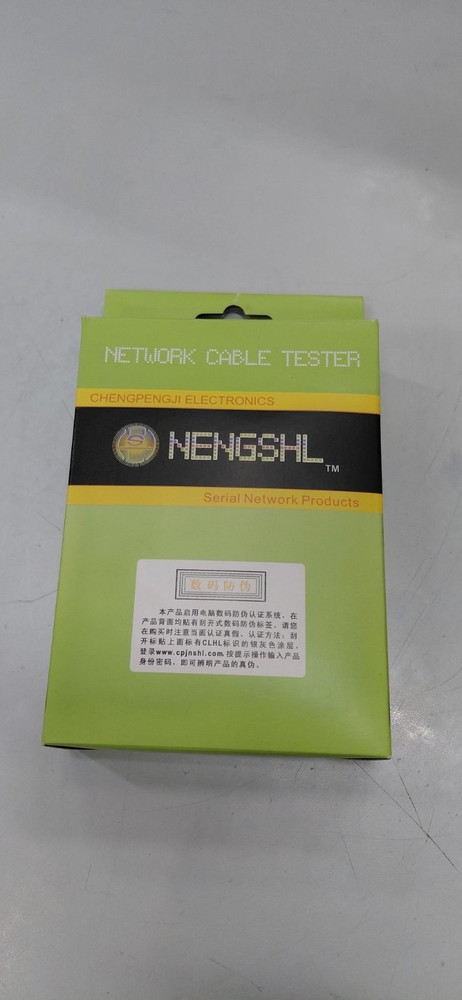 NETWORK CABLE TESTER
CHENGPENGJI ELECTRONICS
NENGSHL™
Serial Network Products
数码防伪
本产品启用电脑数码防伪认证系统，在
产品背面均贴有刮开式数码防伪标签，请您
在购买时注意当面认证真假，认证方法：刮
开标贴上面标有CLHL标识的银灰色涂层，
登录www.cpjnshl.com，按提示操作输入产品
身份密码，即可辨明产品的真伪。